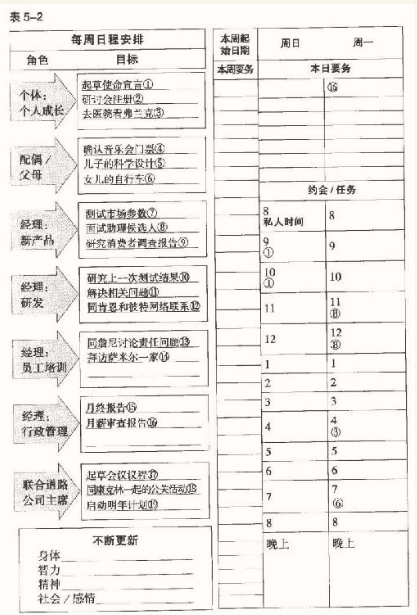 表5-2
每周日程安排
角色 目标
个体：
个人成长
起草使命宣言①
研讨会注册②
去医院看弗兰克③
配偶/
父母
确认音乐会门票④
儿子的科学设计⑤
女儿的自行车⑥
经理：
新产品
测试市场参数⑦
面试助理候选人⑧
研究消费者调查报告⑨
经理：
研发
研究上一次测试结果⑩
解决相关问题⑪
同肯恩和彼特网络联系⑫
经理：
员工培训
同詹尼讨论责任问题⑬
拜访萨米尔一家⑭
经理：
行政管理
月终报告⑮
月薪审查报告⑯
联合道路
公司主席
起草会议议程⑰
同康克林一起的公关活动⑱
启动明年计划⑲
不断更新
身体
智力
精神
社会/感情
本周起
始日期
周日 周一
本周要务 本日要务
⑯
约会/任务
8
私人时间
8
9
①
9
10
①
10
11
11
⑧
12
12
⑧
1 1
2 2
3 3
4
4
③
5 5
6 6
7
7
⑥
8 8
晚上 晚上